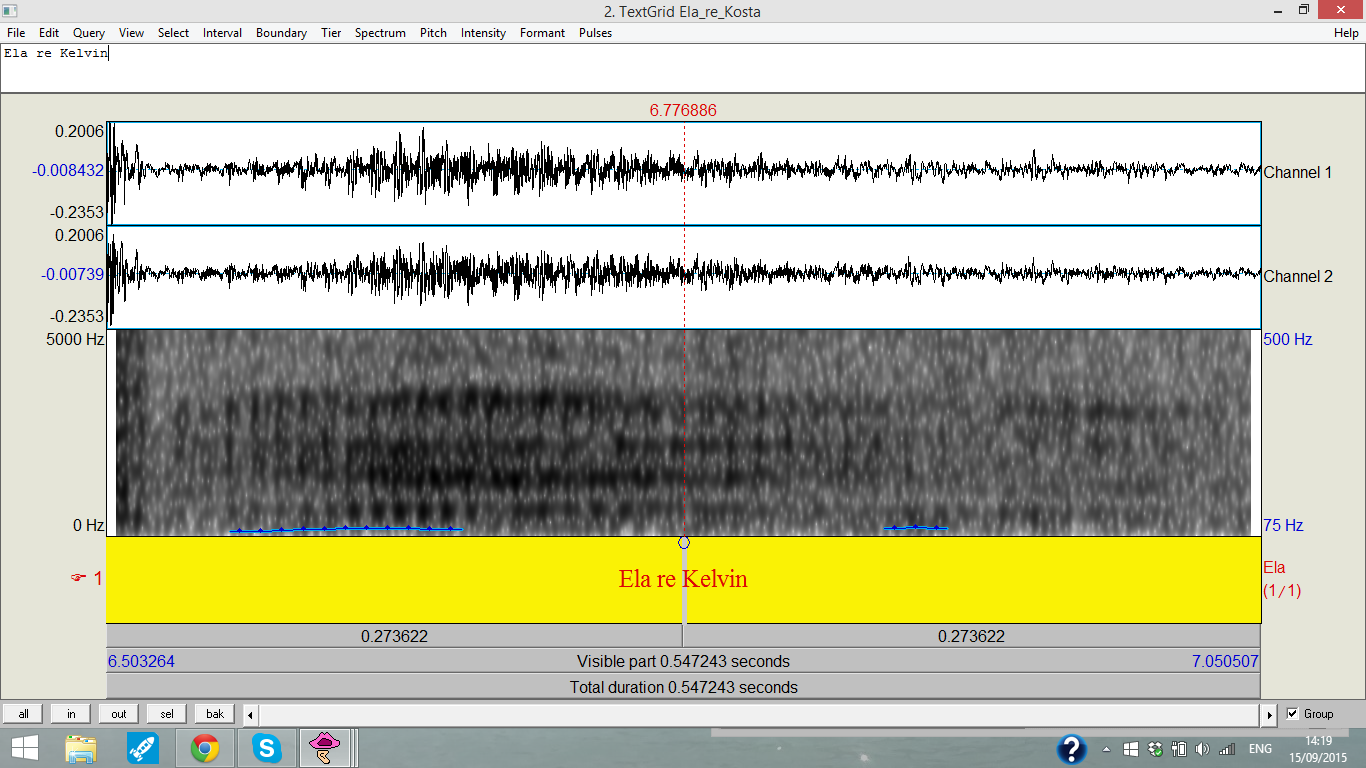 2. TextGrid Ela_re_Kosta
File Edit Query View Select Interval Boundary Tier Spectrum Pitch Intensity Formant Pulses Help
Ela re Kelvin
6.776886
0.2006
-0.008432
-0.2353
Channel 1
0.2006
-0.00739
-0.2353
Channel 2
5000 Hz
500 Hz
0 Hz
75 Hz
1
Ela re Kelvin
Ela
(1/1)
0.273622 0.273622
6.503264 Visible part 0.547243 seconds 7.050507
Total duration 0.547243 seconds
all in out sel bak Group
ENG
14:19
15/09/2015